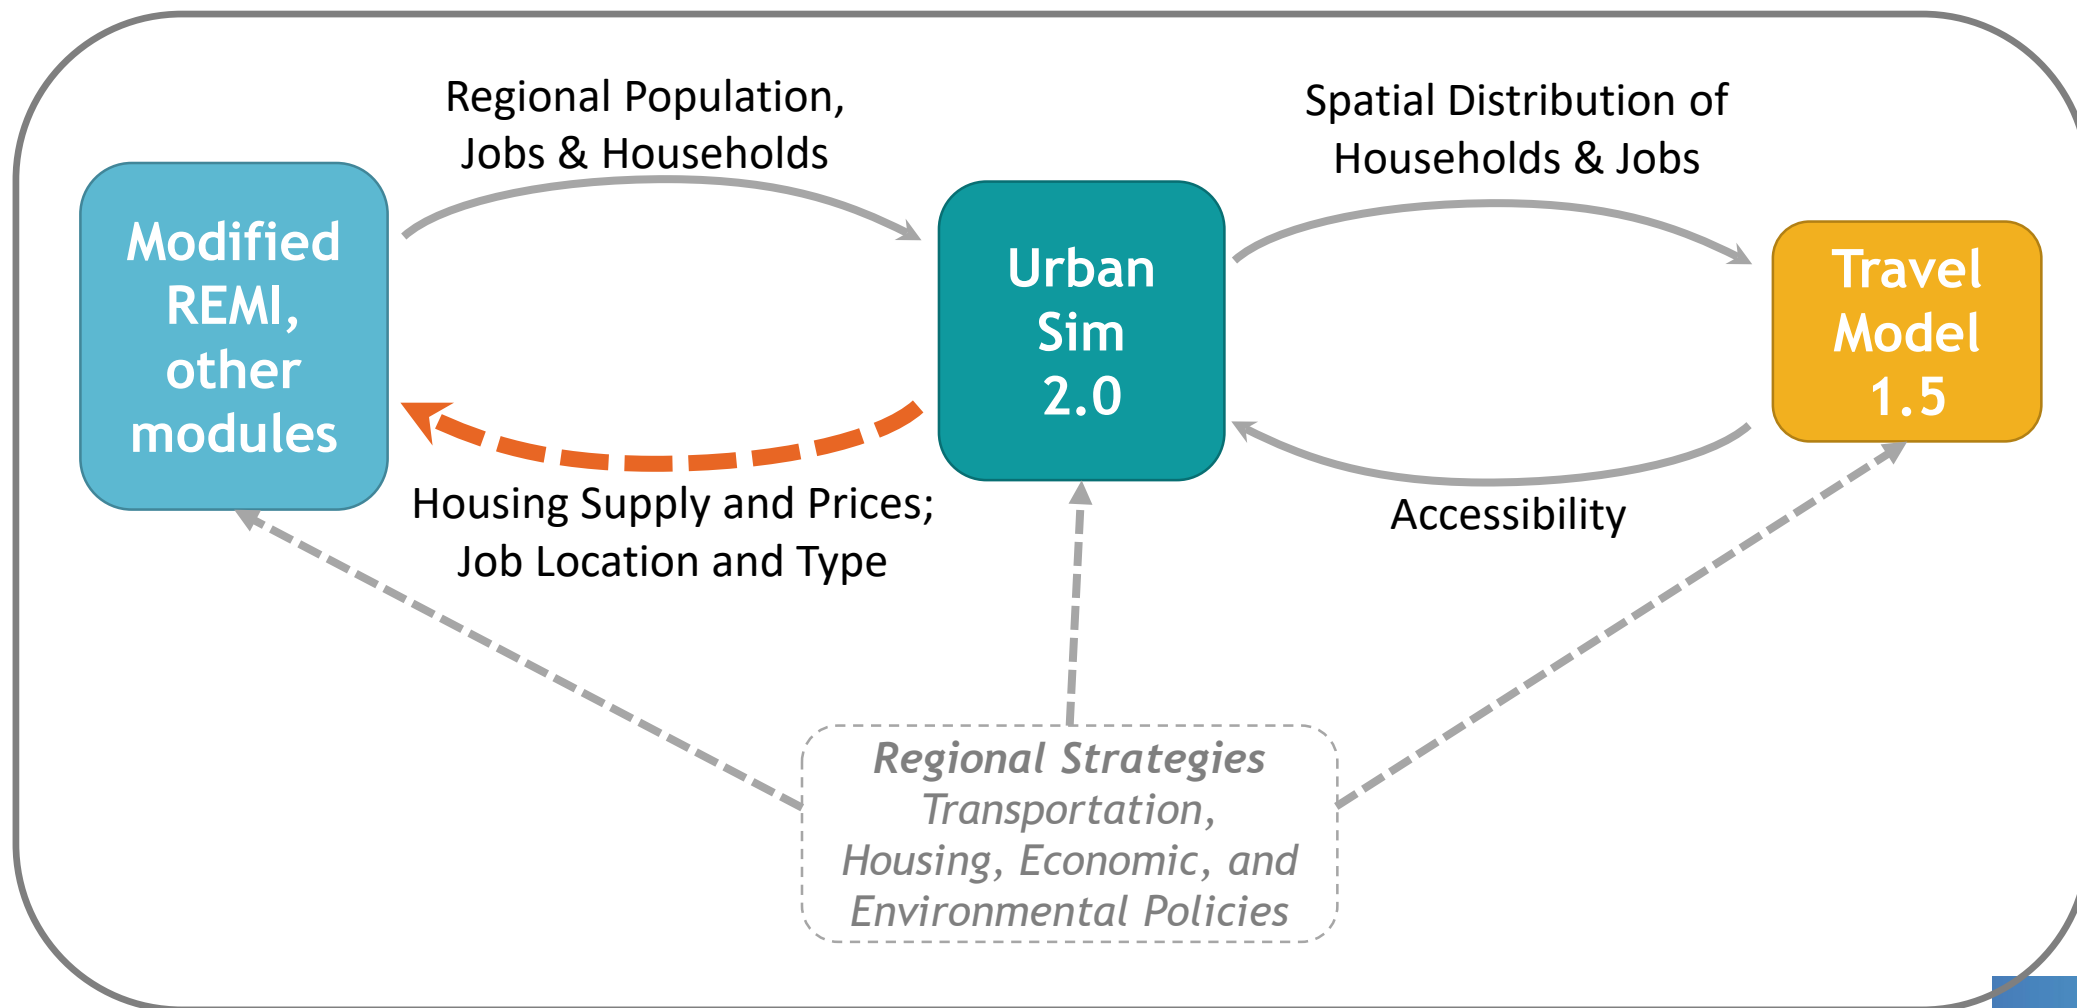 Regional Population,
Jobs & Households
Spatial Distribution of
Households & Jobs
Modified
REMI,
other
modules
Urban
Sim
2.0
Travel
Model
1.5
Housing Supply and Prices;
Job Location and Type
Accessibility
Regional Strategies
Transportation,
Housing, Economic, and
Environmental Policies